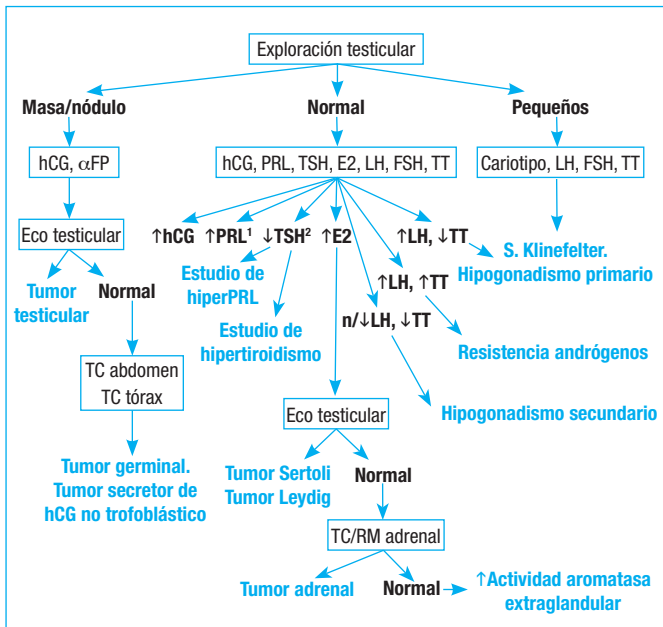 Exploración testicular
Masa/nódulo
Normal
Pequeños
hCG, αFP
hCG, PRL, TSH, E2, LH, FSH, TT
Cariotipo, LH, FSH, TT
Eco testicular
↑hCG ↑PRL¹ ↓TSH² ↑E2
↑LH, ↓TT
S. Klinefelter.
Hipogonadismo primario
Estudio de
hiperPRL
↑LH, ↑TT
Tumor
testicular
Normal
n/↓LH, ↓TT
Estudio de
hipertiroidismo
Resistencia andrógenos
TC abdomen
TC tórax
Eco testicular
Hipogonadismo secundario
Tumor germinal.
Tumor secretor de
hCG no trofoblástico
Tumor Sertoli
Tumor Leydig
Normal
TC/RM adrenal
Tumor adrenal
Normal
↑Actividad aromatasa
extraglandular